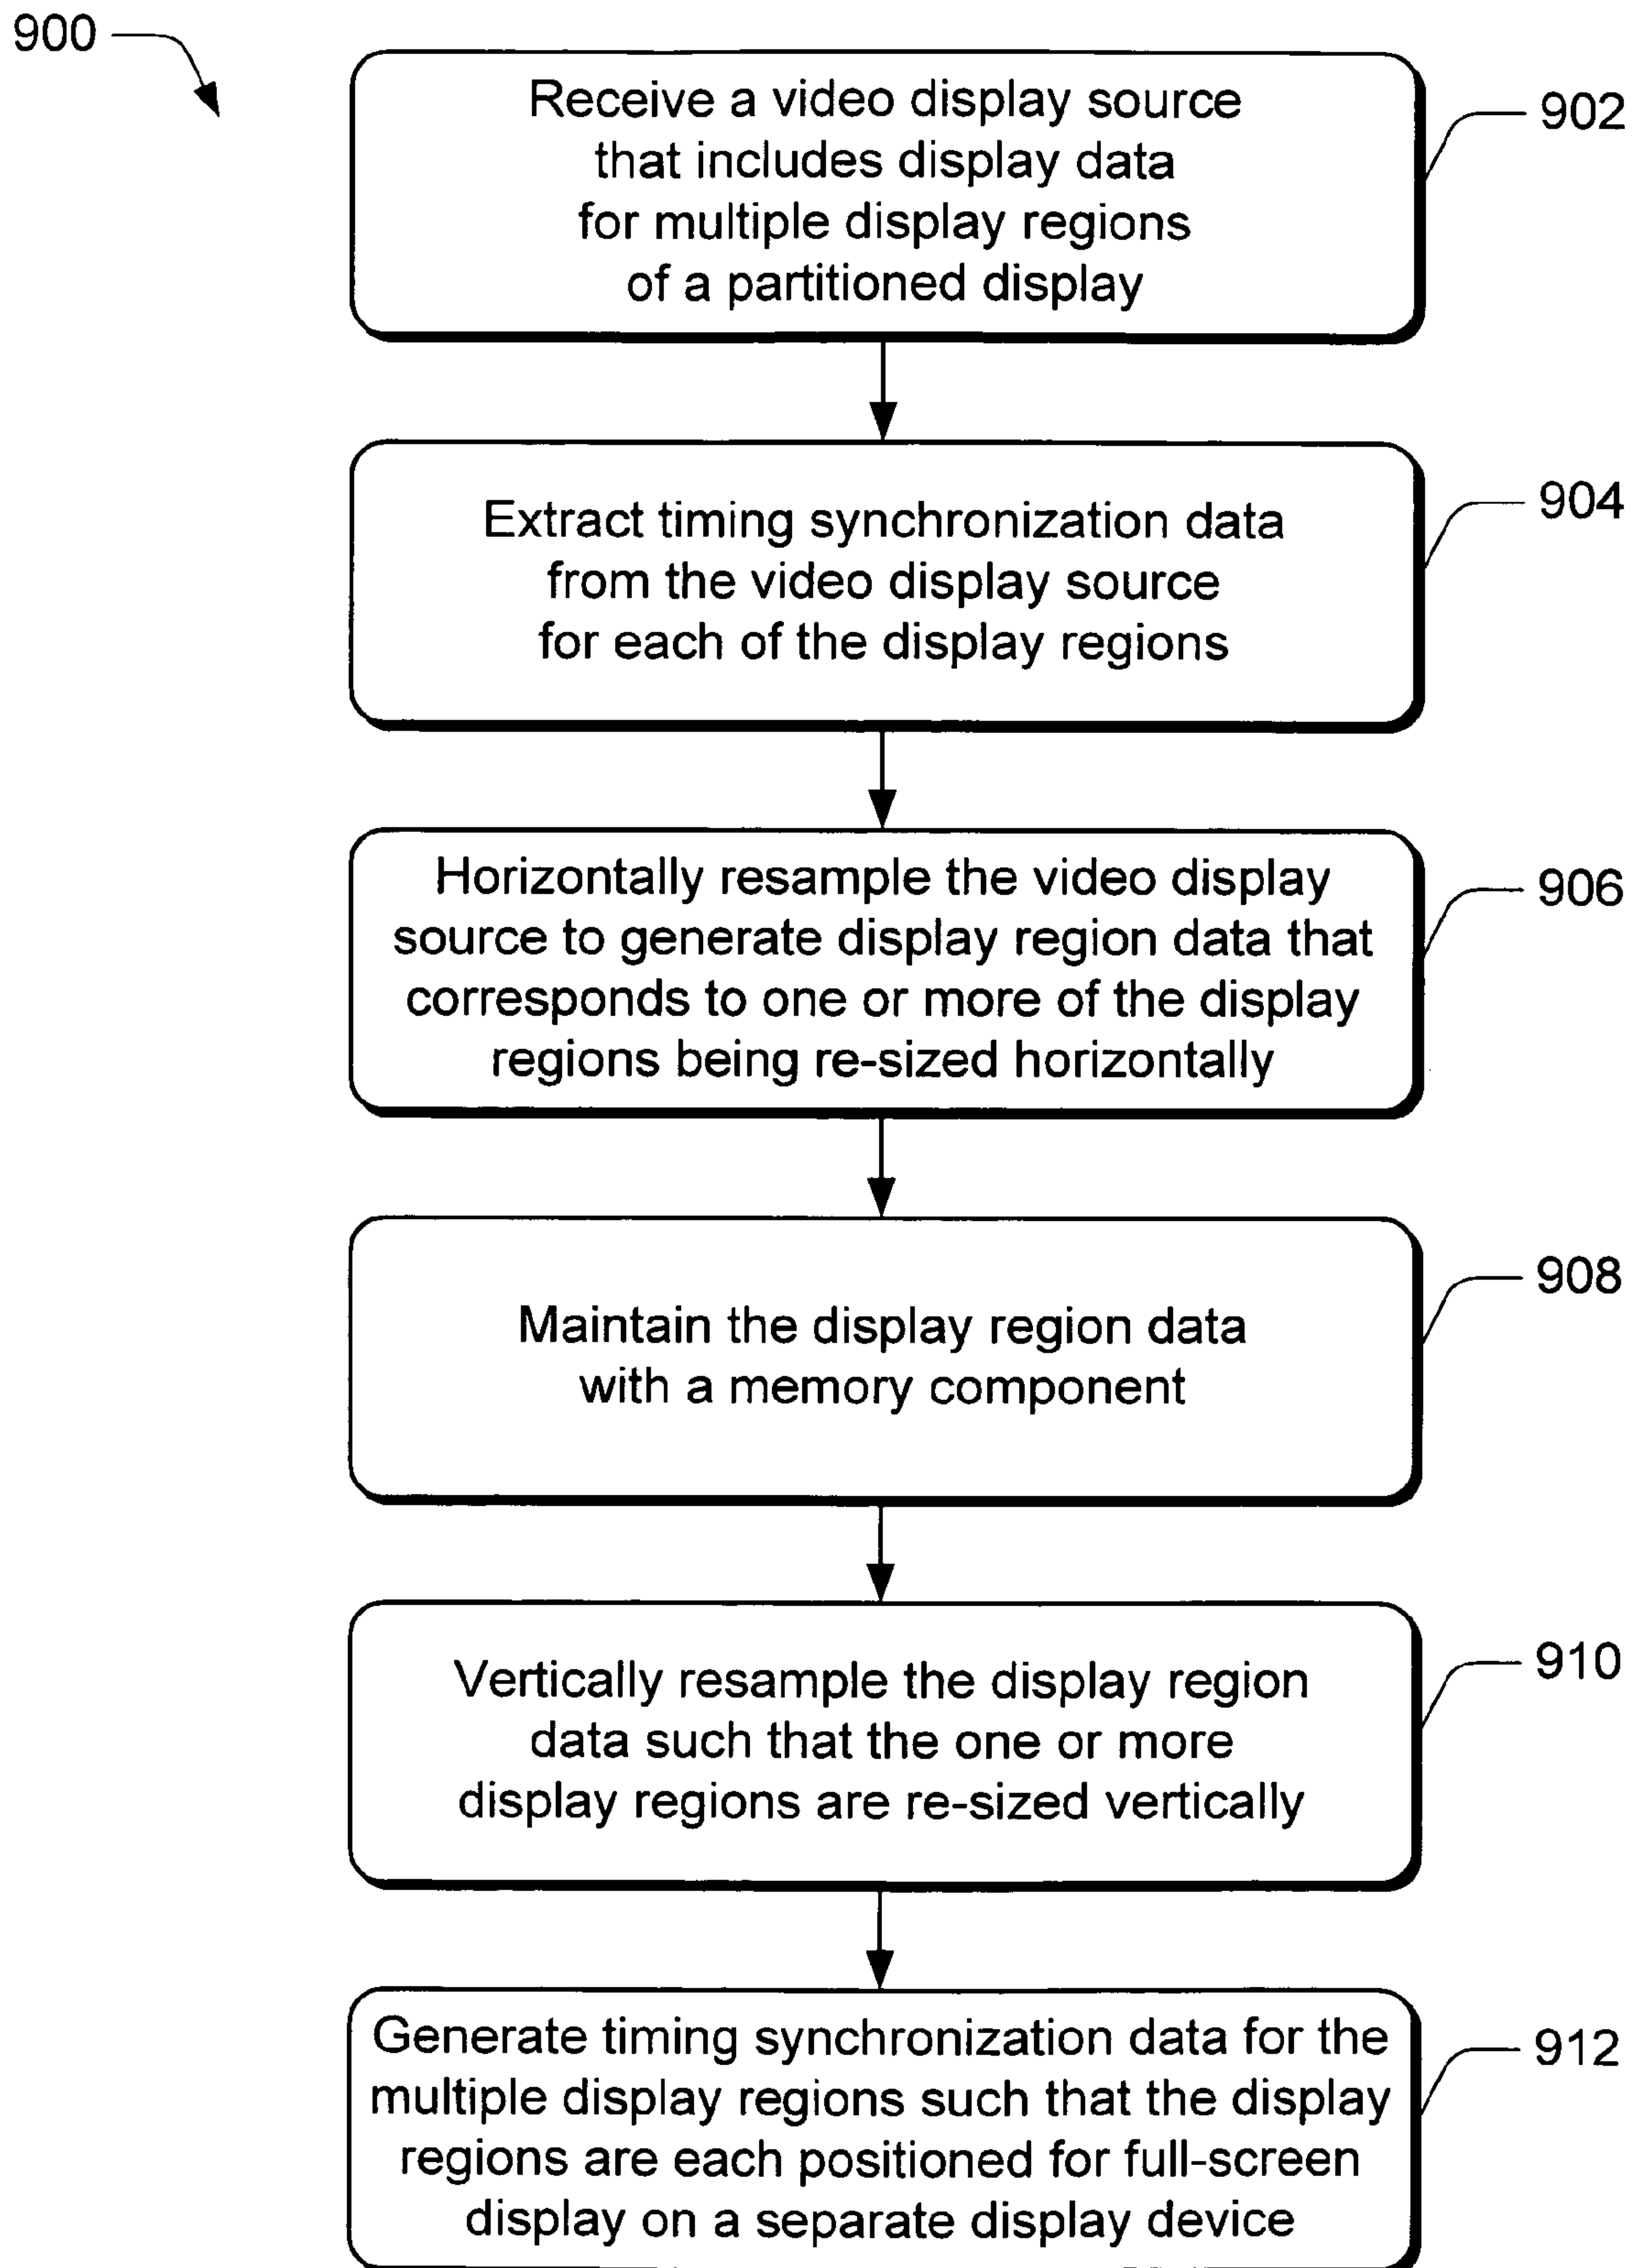 900
Receive a video display source
that includes display data
for multiple display regions
of a partitioned display
902
Extract timing synchronization data
from the video display source
for each of the display regions
904
Horizontally resample the video display
source to generate display region data that
corresponds to one or more of the display
regions being re-sized horizontally
906
Maintain the display region data
with a memory component
908
Vertically resample the display region
data such that the one or more
display regions are re-sized vertically
910
Generate timing synchronization data for the
multiple display regions such that the display
regions are each positioned for full-screen
display on a separate display device
912